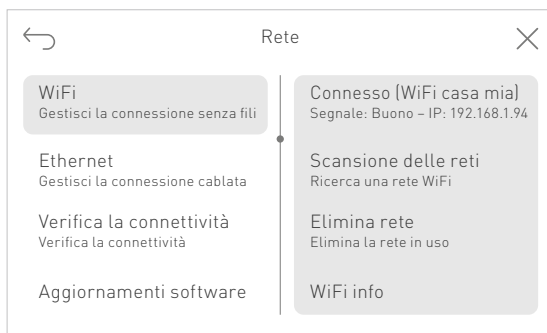 Rete
WiFi
Gestisci la connessione senza fili
Ethernet
Gestisci la connessione cablata
Verifica la connettività
Verifica la connettività
Aggiornamenti software
Connesso (WiFi casa mia)
Segnale: Buono – IP: 192.168.1.94
Scansione delle reti
Ricerca una rete WiFi
Elimina rete
Elimina la rete in uso
WiFi info